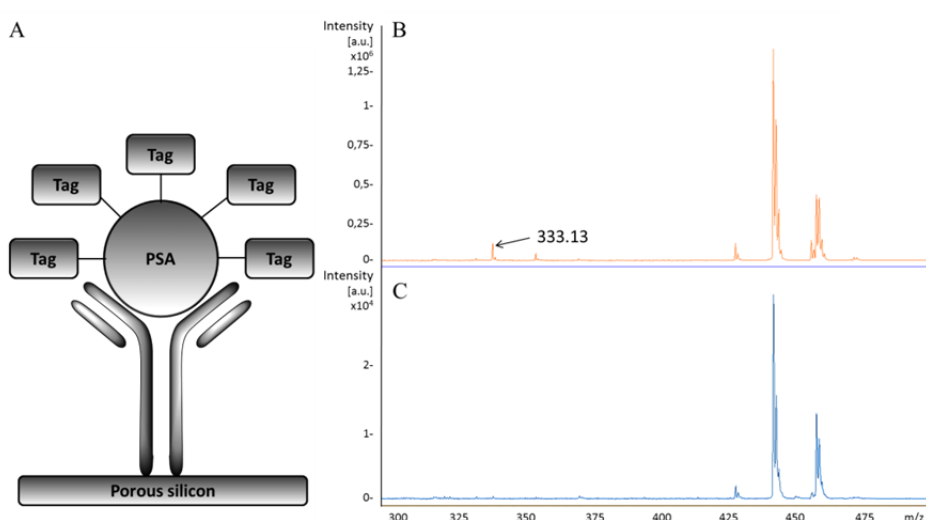 A
Tag
Tag
Tag
Tag
PSA
Tag
Porous silicon
Intensity
[a.u.]
x10⁶
B
1,25-
1-
0,75-
0,5-
0,25-
0-
333.13
Intensity
[a.u.]
x10⁴
C
2-
1-
0-
300 325 350 375 400 425 450 475 m/z